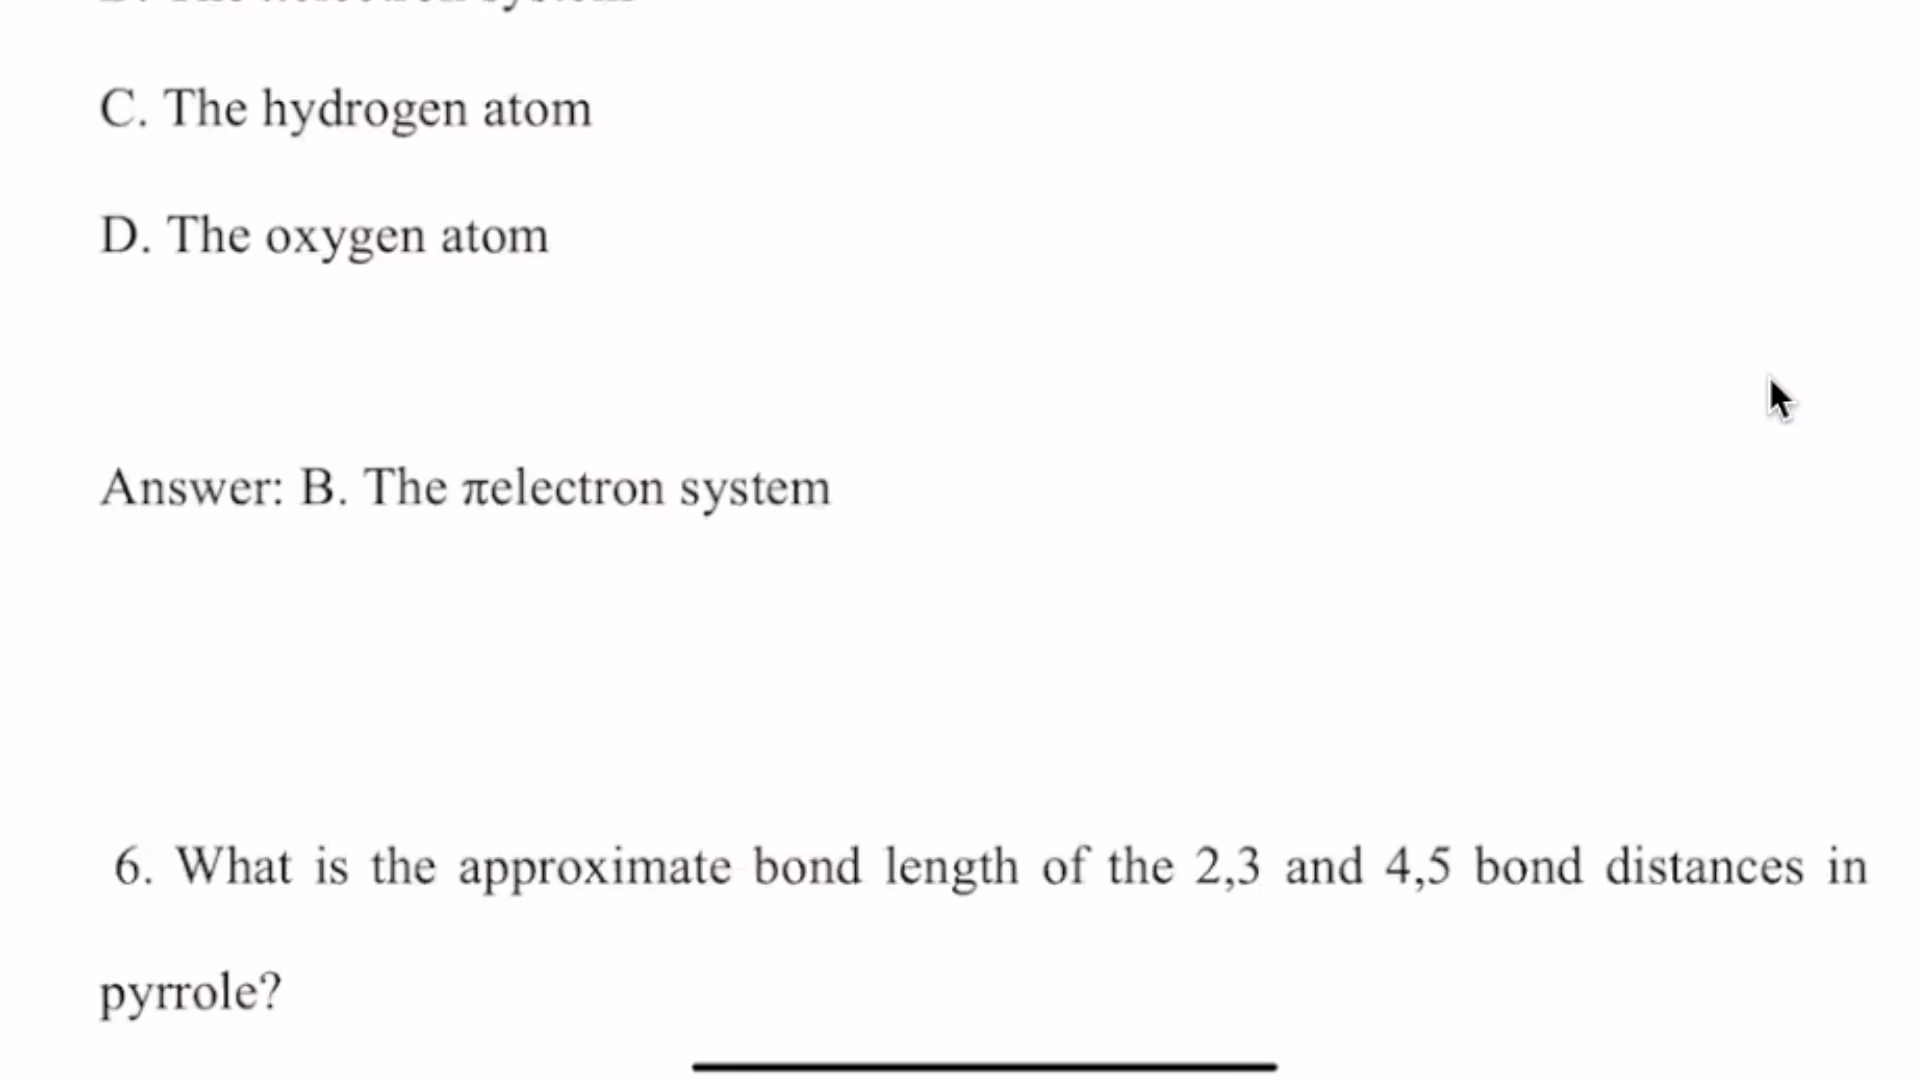 C. The hydrogen atom
D. The oxygen atom
Answer: B. The πelectron system
6. What is the approximate bond length of the 2,3 and 4,5 bond distances in
pyrrole?